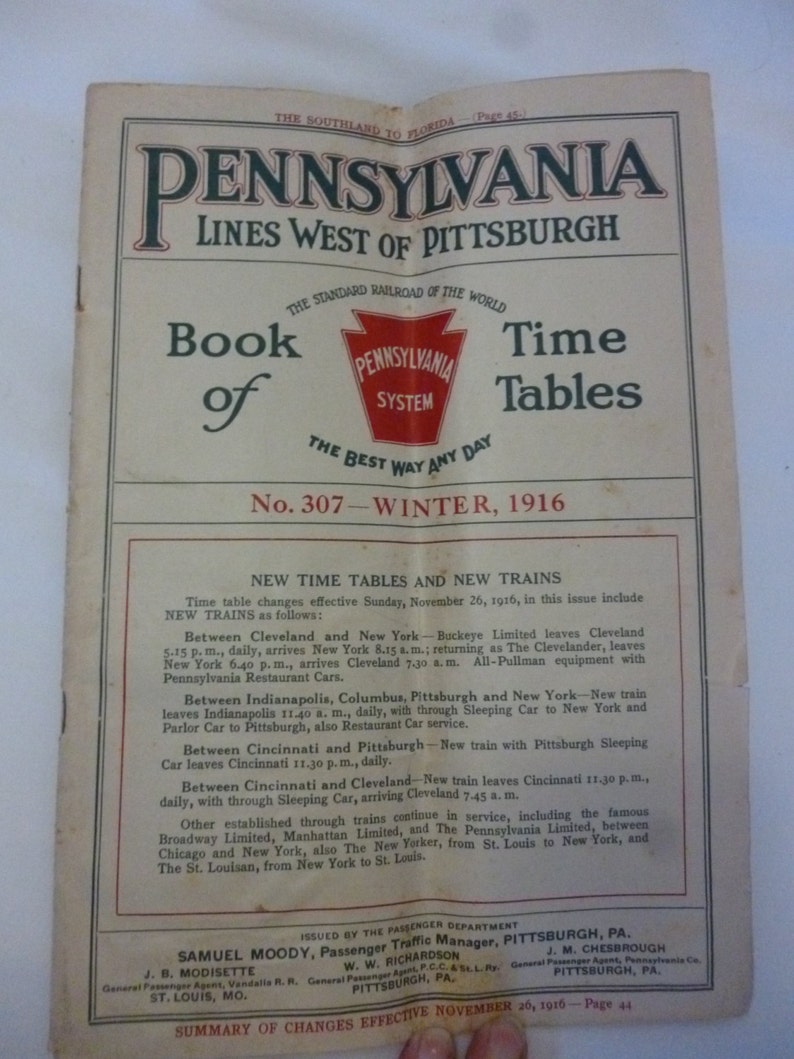 THE SOUTHLAND TO FLORIDA — (Page 45.)
PENNSYLVANIA
LINES WEST OF PITTSBURGH
THE STANDARD RAILROAD OF THE WORLD
Book of
PENNSYLVANIA
SYSTEM
Time Tables
THE BEST WAY ANY DAY
No. 307—WINTER, 1916
NEW TIME TABLES AND NEW TRAINS
Time table changes effective Sunday, November 26, 1916, in this issue include
NEW TRAINS as follows:
Between Cleveland and New York—Buckeye Limited leaves Cleveland
5.15 p. m., daily, arrives New York 8.15 a. m.; returning as The Clevelander, leaves
New York 6.40 p. m., arrives Cleveland 7.30 a. m. All-Pullman equipment with
Pennsylvania Restaurant Cars.
Between Indianapolis, Columbus, Pittsburgh and New York—New train
leaves Indianapolis 11.40 a. m., daily, with through Sleeping Car to New York and
Parlor Car to Pittsburgh, also Restaurant Car service.
Between Cincinnati and Pittsburgh—New train with Pittsburgh Sleeping
Car leaves Cincinnati 11.30 p. m., daily.
Between Cincinnati and Cleveland—New train leaves Cincinnati 11.30 p. m.,
daily, with through Sleeping Car, arriving Cleveland 7.45 a. m.
Other established through trains continue in service, including the famous
Broadway Limited, Manhattan Limited, and The Pennsylvania Limited, between
Chicago and New York, also The New Yorker, from St. Louis to New York, and
The St. Louisan, from New York to St. Louis.
ISSUED BY THE PASSENGER DEPARTMENT
SAMUEL MOODY, Passenger Traffic Manager, PITTSBURGH, PA.
J. B. MODISETTE
General Passenger Agent, Vandalia R. R.
ST. LOUIS, MO.
W. W. RICHARDSON
General Passenger Agent, P. C. C. & St. L. Ry.
PITTSBURGH, PA.
J. M. CHESBROUGH
General Passenger Agent, Pennsylvania Co.
PITTSBURGH, PA.
SUMMARY OF CHANGES EFFECTIVE NOVEMBER 26, 1916—Page 44